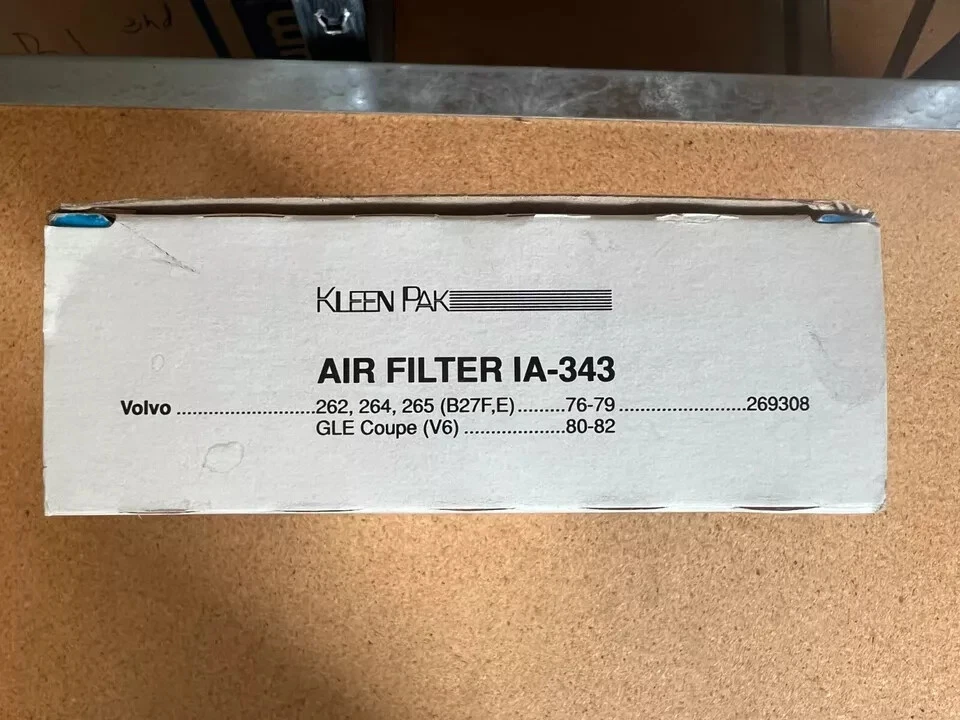 3rd
KLEEN PAK
AIR FILTER IA-343
Volvo ........................262, 264, 265 (B27F,E).........76-79........................269308
GLE Coupe (V6) ...................80-82